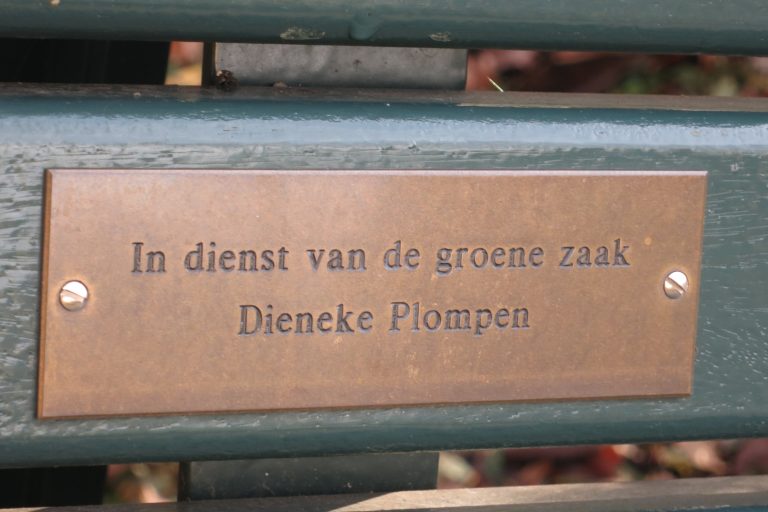 In dienst van de groene zaak
Dieneke Plompen